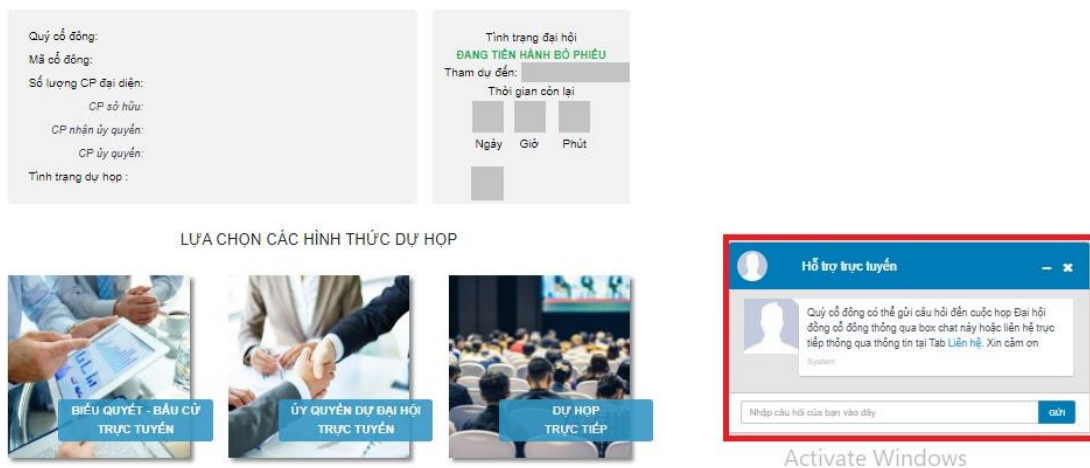 Quý cổ đông:
Mã cổ đông:
Số lượng CP đại diện:
CP sở hữu:
CP nhận ủy quyền:
CP ủy quyền:
Tình trạng dự họp :
Tình trạng đại hội
ĐANG TIẾN HÀNH BỎ PHIẾU
Tham dự đến:
Thời gian còn lại
Ngày Giờ Phút
LỰA CHỌN CÁC HÌNH THỨC DỰ HỌP
BIỂU QUYẾT - BẦU CỬ
TRỰC TUYẾN
ỦY QUYỀN DỰ ĐẠI HỘI
TRỰC TUYẾN
DỰ HỌP
TRỰC TIẾP
Hỗ trợ trực tuyến
Quý cổ đông có thể gửi câu hỏi đến cuộc họp Đại hội
đồng cổ đông thông qua box chat này hoặc liên hệ trực
tiếp thông qua thông tin tại Tab Liên hệ. Xin cảm ơn
System
Nhập câu hỏi của bạn vào đây
GỬI
Activate Windows